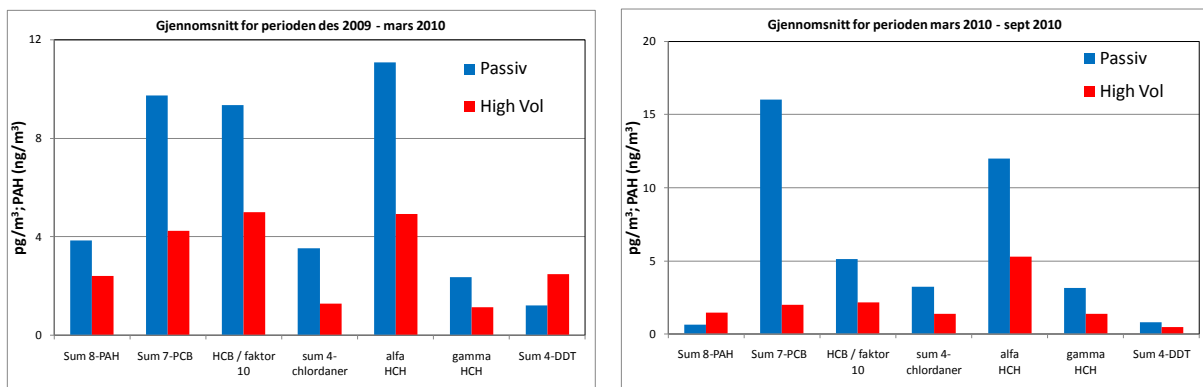 Gjennomsnitt for perioden des 2009 - mars 2010
12
8
4
0
pg/m³; PAH (ng/m³)
Passiv
High Vol
Sum 8-PAH
Sum 7-PCB
HCB / faktor
10
sum 4-
chlordaner
alfa
HCH
gamma
HCH
Sum 4-DDT
Gjennomsnitt for perioden mars 2010 - sept 2010
20
15
10
5
0
pg/m³; PAH (ng/m³)
Passiv
High Vol
Sum 8-PAH
Sum 7-PCB
HCB / faktor
10
sum 4-
chlordaner
alfa
HCH
gamma
HCH
Sum 4-DDT